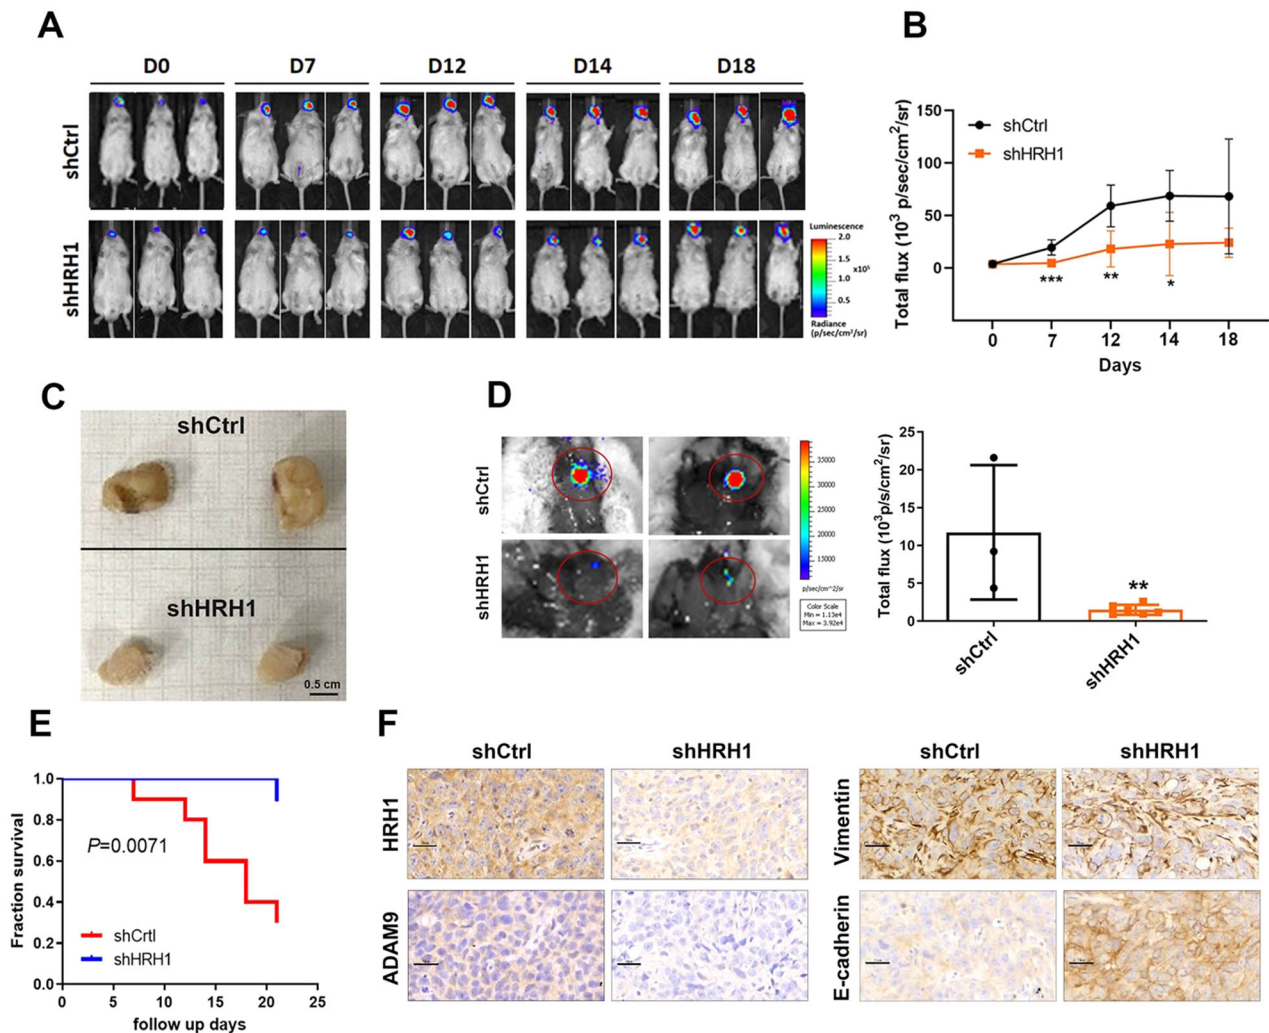 A
D0 D7 D12 D14 D18
shCtrl
shHRH1
Luminescence
2.0
1.5
x10⁵
1.0
0.5
Radiance
(p/sec/cm²/sr)
B
Total flux (10³ p/sec/cm²/sr)
150
100
50
0
shCtrl
shHRH1
***
**
*
0 7 12 14 18
Days
C
shCtrl
shHRH1
0.5 cm
D
shCtrl
shHRH1
35000
30000
25000
20000
15000
p/sec/cm^2/sr
Color Scale
Min = 1.13e4
Max = 3.92e4
Total flux (10³p/s/cm²/sr)
25
20
15
10
5
0
**
shCtrl
shHRH1
E
Fraction survival
1.0
0.8
0.6
0.4
0.2
0.0
P=0.0071
shCrtl
shHRH1
0 5 10 15 20 25
follow up days
F
shCtrl shHRH1
HRH1
ADAM9
shCtrl shHRH1
Vimentin
E-cadherin